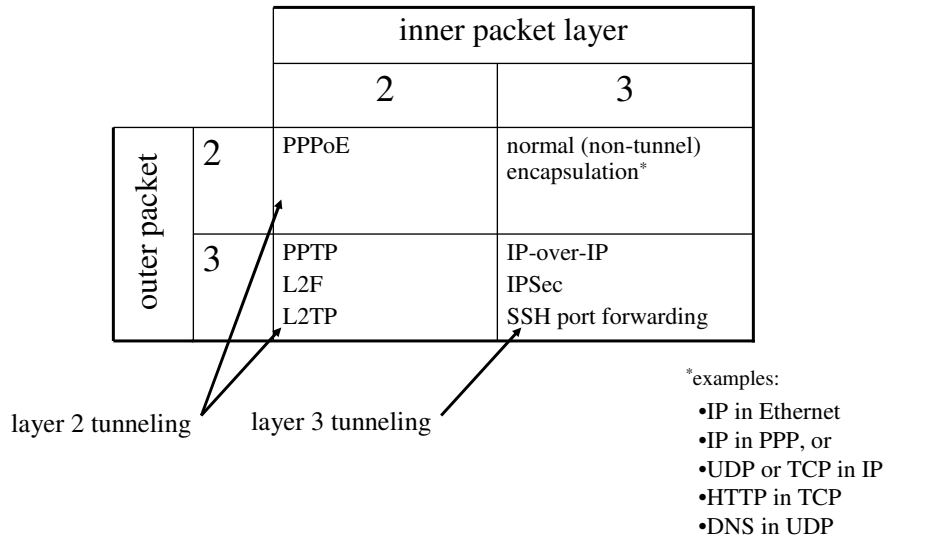 inner packet layer
2
3
outer packet
2
PPPoE
normal (non-tunnel)
encapsulation*
3
PPTP
L2F
L2TP
IP-over-IP
IPSec
SSH port forwarding
layer 2 tunneling
layer 3 tunneling
*examples:
•IP in Ethernet
•IP in PPP, or
•UDP or TCP in IP
•HTTP in TCP
•DNS in UDP